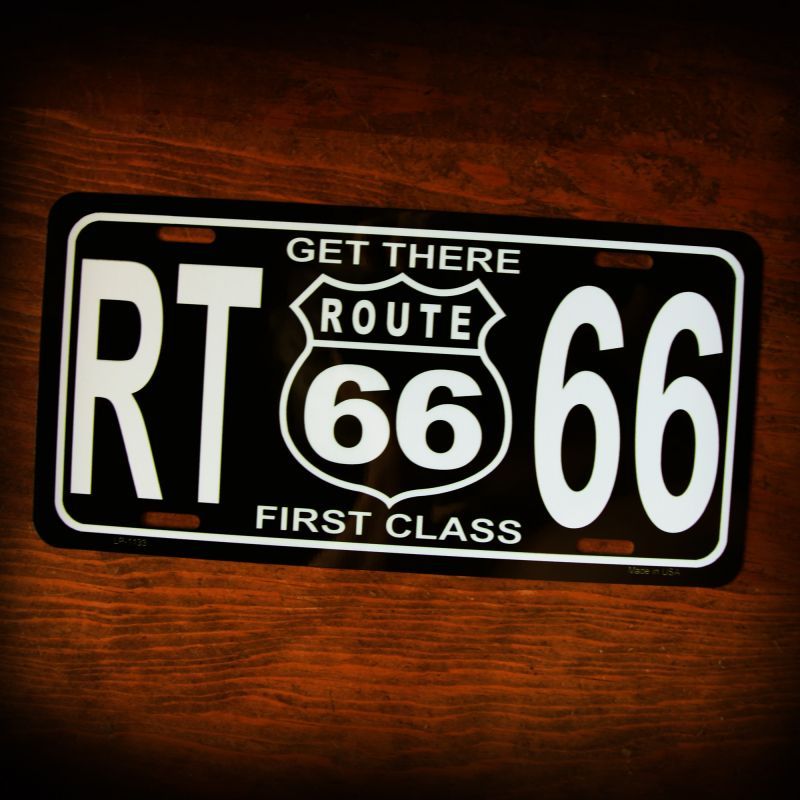 GET THERE
RT
ROUTE
66
66
FIRST CLASS
Made in USA